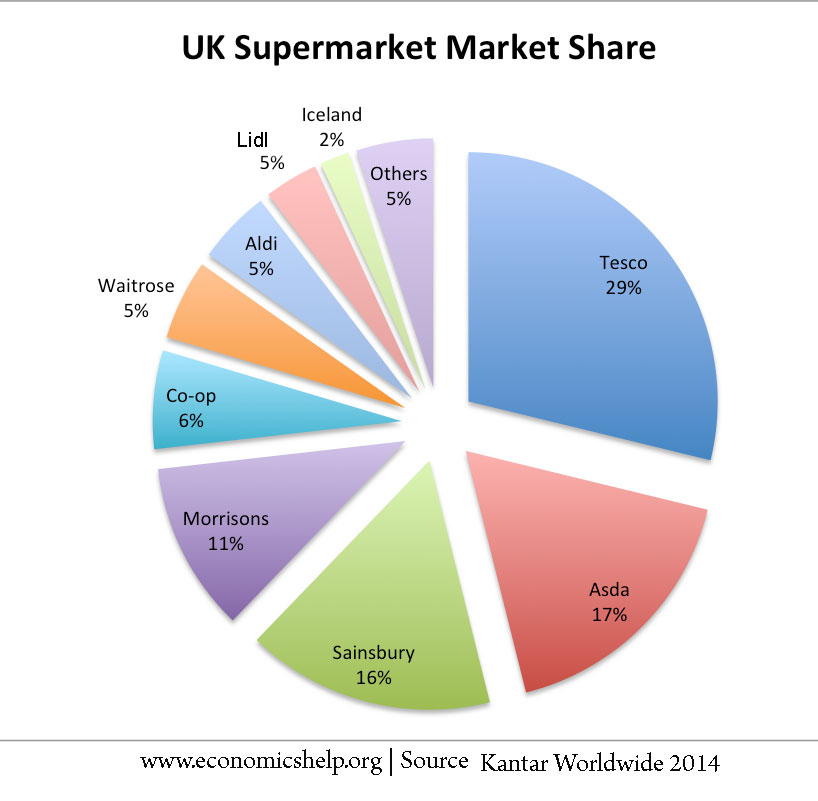 UK Supermarket Market Share
Iceland
2%
Lidl
5%
Others
5%
Aldi
5%
Tesco
29%
Waitrose
5%
Co-op
6%
Morrisons
11%
Asda
17%
Sainsbury
16%
www.economicshelp.org | Source Kantar Worldwide 2014